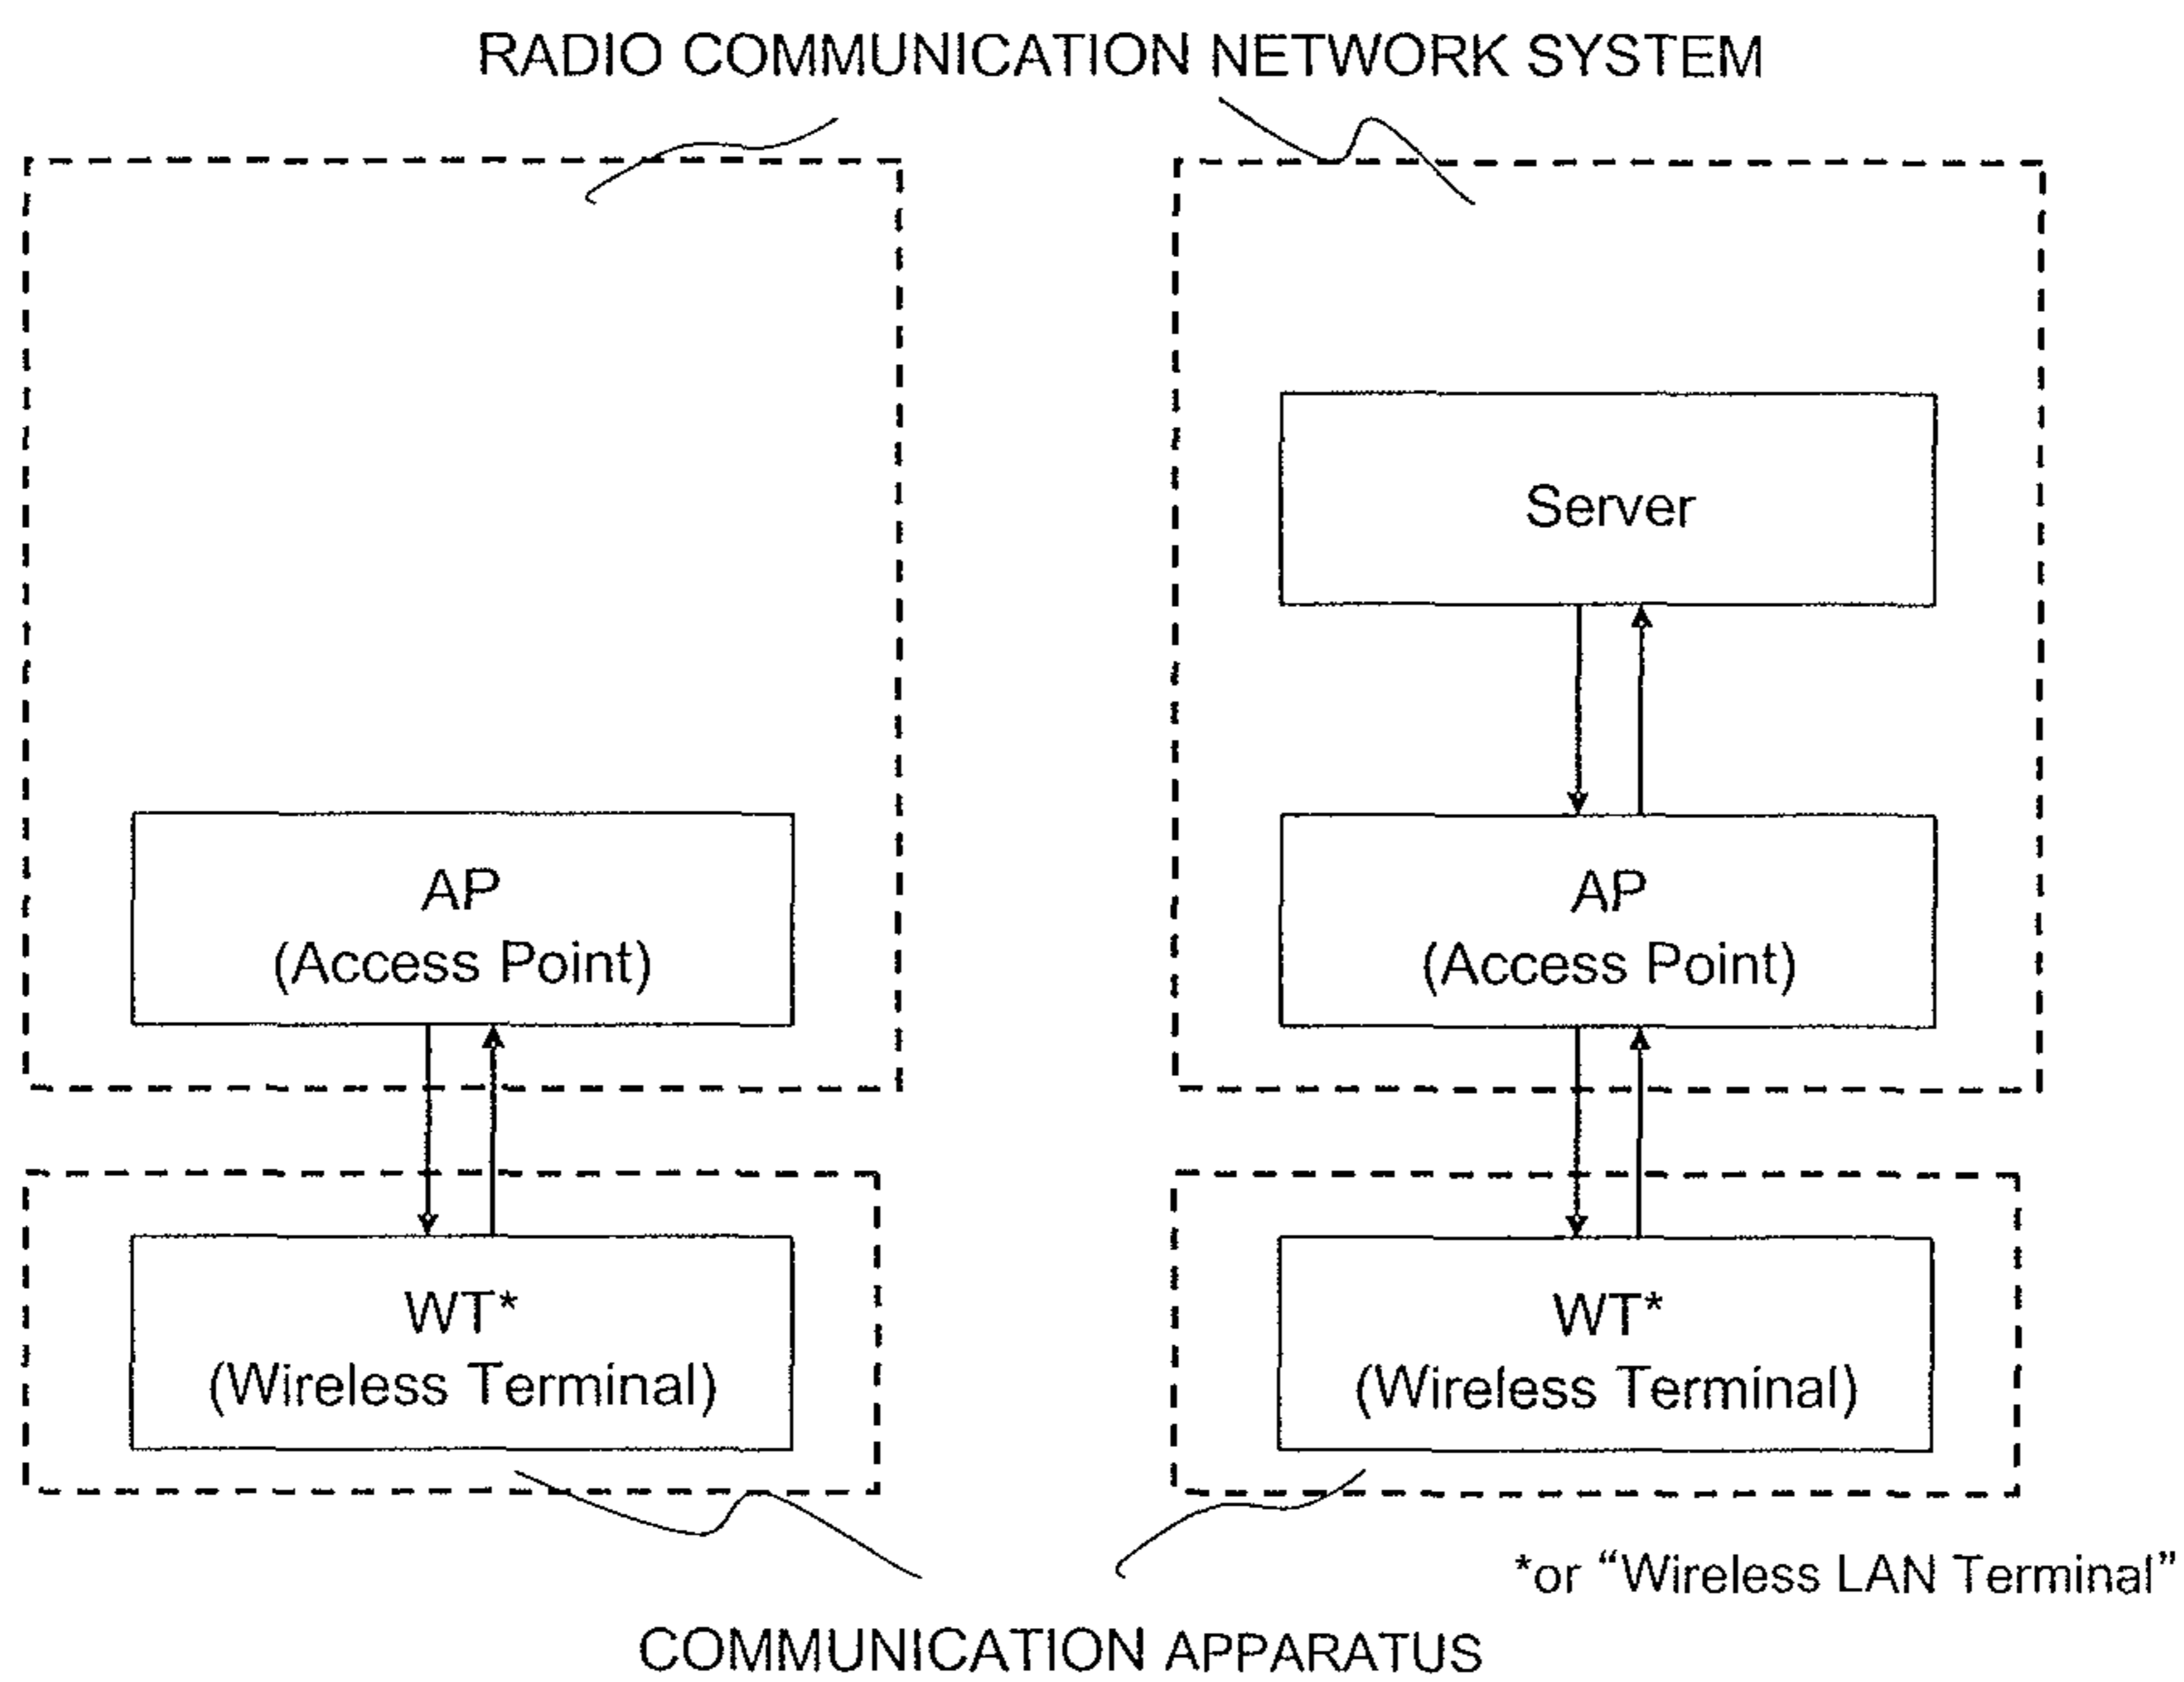 RADIO COMMUNICATION NETWORK SYSTEM
Server
AP
(Access Point)
AP
(Access Point)
WT*
(Wireless Terminal)
WT*
(Wireless Terminal)
*or “Wireless LAN Terminal”
COMMUNICATION APPARATUS